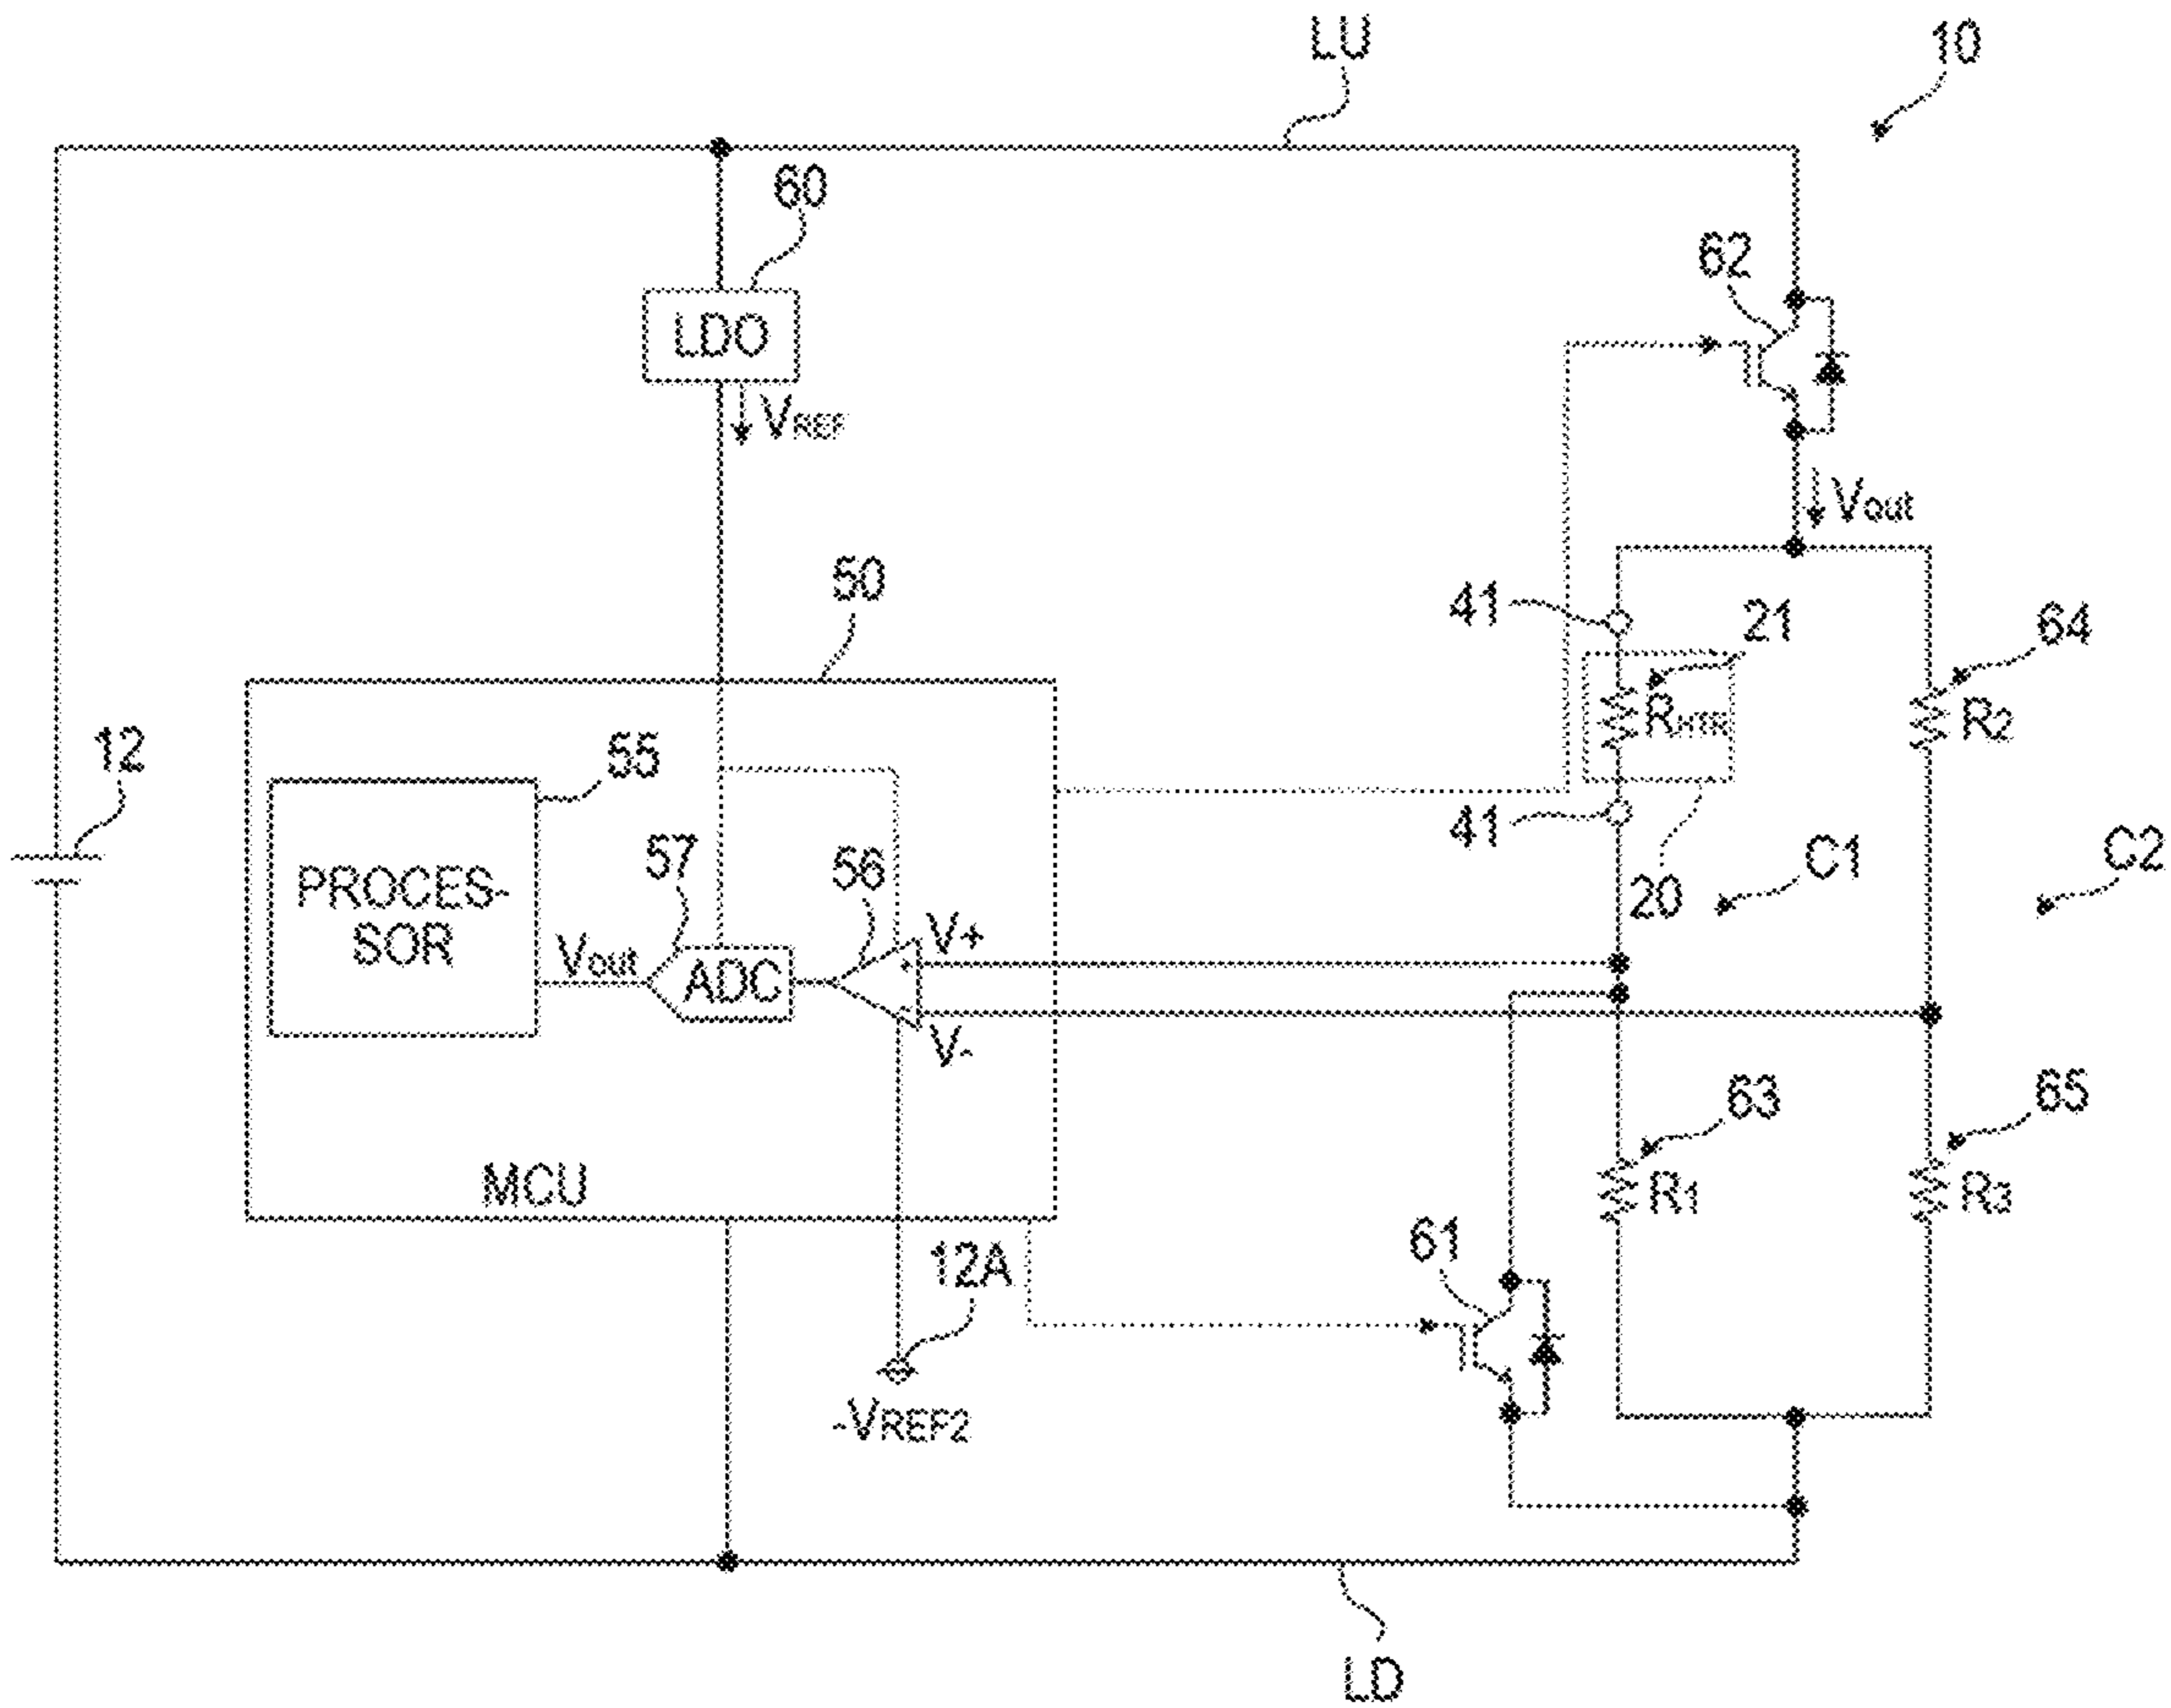 LU
10
60
LDO
VREF
62
Vout
50
41
21
64
RHTR
R2
12
55
41
PROCES-
SOR
57
56
C1
C2
20
Vout
ADC
V+
V-
63
65
MCU
R1
R3
12A
61
-VREF2
LD